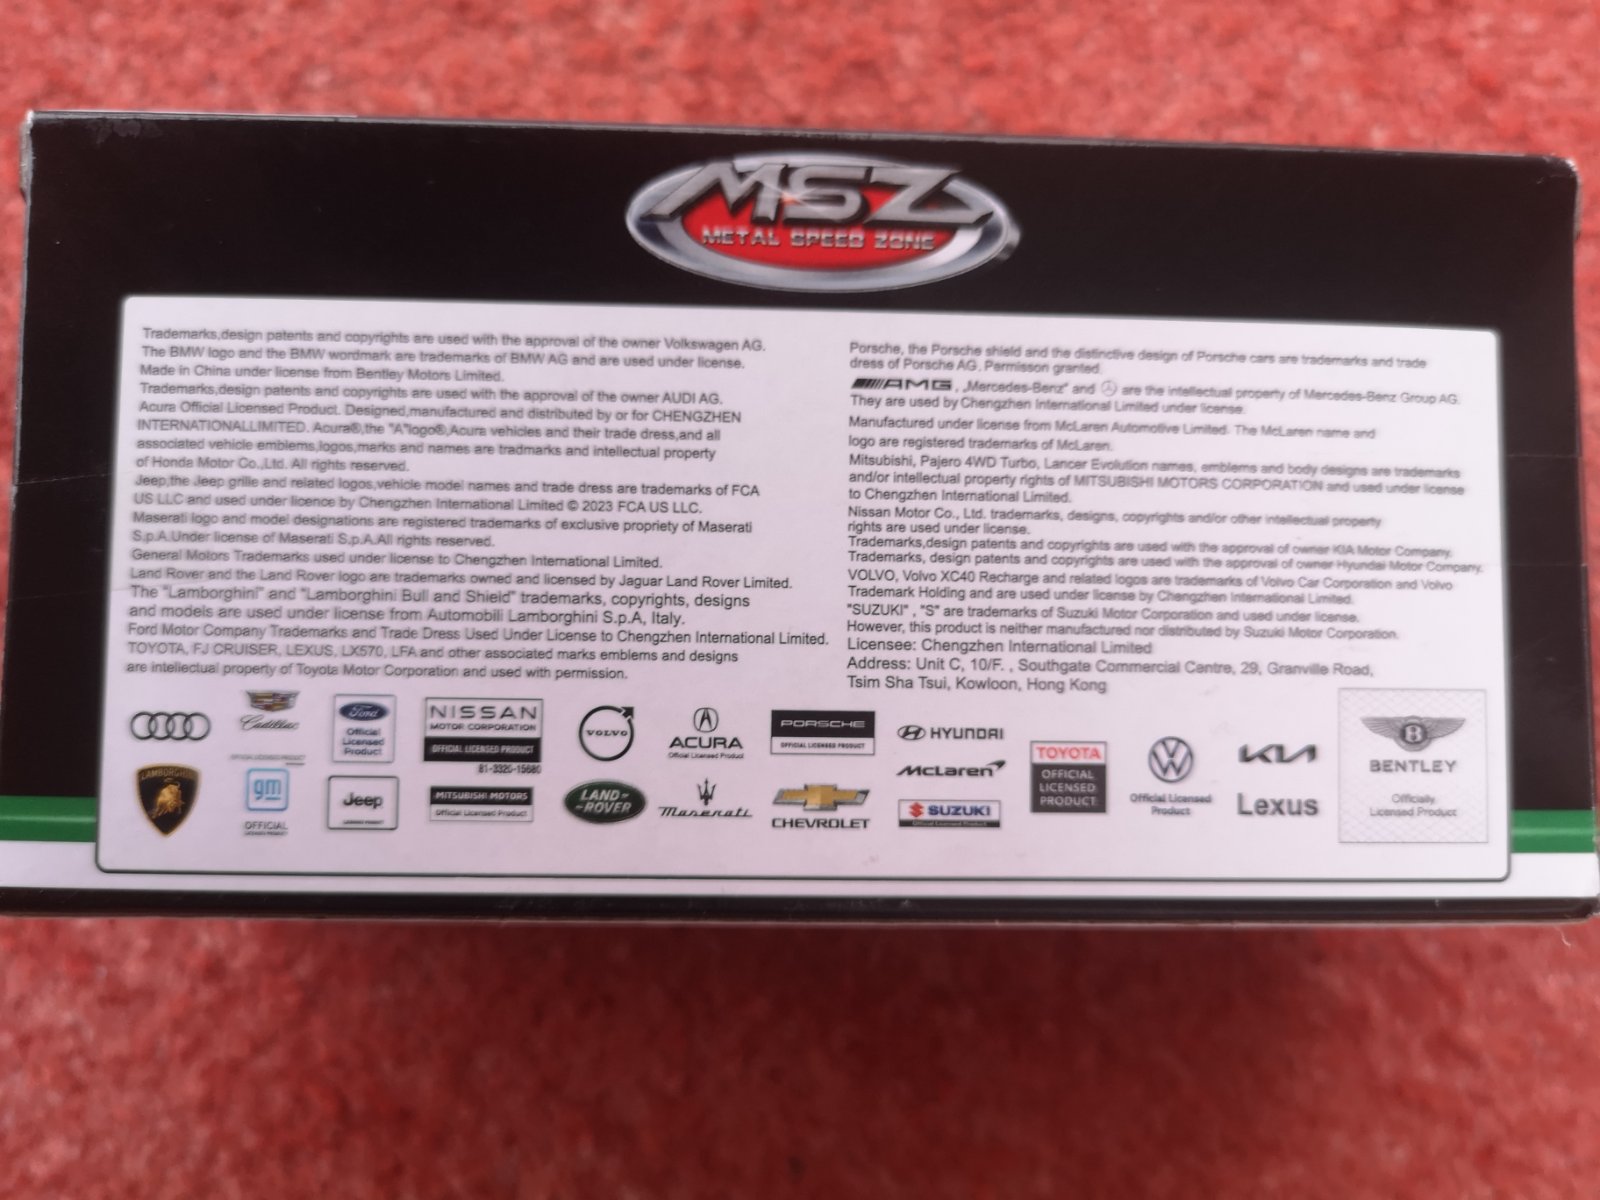 MSZ
METAL SPEED ZONE
Trademarks,design patents and copyrights are used with the approval of the owner Volkswagen AG.
The BMW logo and the BMW wordmark are trademarks of BMW AG and are used under license.
Made in China under license from Bentley Motors Limited.
Trademarks,design patents and copyrights are used with the approval of the owner AUDI AG.
Acura Official Licensed Product. Designed,manufactured and distributed by or for CHENGZHEN
INTERNATIONALLIMITED. Acura®,the "A"logo®,Acura vehicles and their trade dress,and all
associated vehicle emblems,logos,marks and names are tradmarks and intellectual property
of Honda Motor Co.,Ltd. All rights reserved.
Jeep,the Jeep grille and related logos,vehicle model names and trade dress are trademarks of FCA
US LLC and used under licence by Chengzhen International Limited © 2023 FCA US LLC.
Maserati logo and model designations are registered trademarks of exclusive propriety of Maserati
S.p.A.Under license of Maserati S.p.A.All rights reserved.
General Motors Trademarks used under license to Chengzhen International Limited.
Land Rover and the Land Rover logo are trademarks owned and licensed by Jaguar Land Rover Limited.
The "Lamborghini" and "Lamborghini Bull and Shield" trademarks, copyrights, designs
and models are used under license from Automobili Lamborghini S.p.A, Italy.
Ford Motor Company Trademarks and Trade Dress Used Under License to Chengzhen International Limited.
TOYOTA, FJ CRUISER, LEXUS, LX570, LFA and other associated marks emblems and designs
are intellectual property of Toyota Motor Corporation and used with permission.
Porsche, the Porsche shield and the distinctive design of Porsche cars are trademarks and trade
dress of Porsche AG. Permisson granted.
AMG, „Mercedes-Benz" and are the intellectual property of Mercedes-Benz Group AG.
They are used by Chengzhen International Limited under license.
Manufactured under license from McLaren Automotive Limited. The McLaren name and
logo are registered trademarks of McLaren.
Mitsubishi, Pajero 4WD Turbo, Lancer Evolution names, emblems and body designs are trademarks
and/or intellectual property rights of MITSUBISHI MOTORS CORPORATION and used under license
to Chengzhen International Limited.
Nissan Motor Co., Ltd. trademarks, designs, copyrights and/or other intellectual property
rights are used under license.
Trademarks,design patents and copyrights are used with the approval of owner KIA Motor Company.
Trademarks, design patents and copyrights are used with the approval of owner Hyundai Motor Company.
VOLVO, Volvo XC40 Recharge and related logos are trademarks of Volvo Car Corporation and Volvo
Trademark Holding and are used under license by Chengzhen International Limited.
"SUZUKI" , "S" are trademarks of Suzuki Motor Corporation and used under license.
However, this product is neither manufactured nor distributed by Suzuki Motor Corporation.
Licensee: Chengzhen International Limited
Address: Unit C, 10/F. , Southgate Commercial Centre, 29, Granville Road,
Tsim Sha Tsui, Kowloon, Hong Kong
Cadillac
OFFICIAL LICENSED PRODUCT
Ford
Official
Licensed
Product
NISSAN
MOTOR CORPORATION
OFFICIAL LICENSED PRODUCT
81-3320-15680
VOLVO
ACURA
Official Licensed Product
PORSCHE
OFFICIAL LICENSED PRODUCT
HYUNDAI
McLaren
TOYOTA
OFFICIAL
LICENSED
PRODUCT
Official Licensed
Product
KIA
BENTLEY
Officially
Licensed Product
LAMBORGHINI
gm
OFFICIAL
LICENSED PRODUCT
Jeep
LICENSED PRODUCT
MITSUBISHI MOTORS
Official Licensed Product
LAND-
-ROVER
Maserati
CHEVROLET
SUZUKI
Official Licensed Product
Lexus